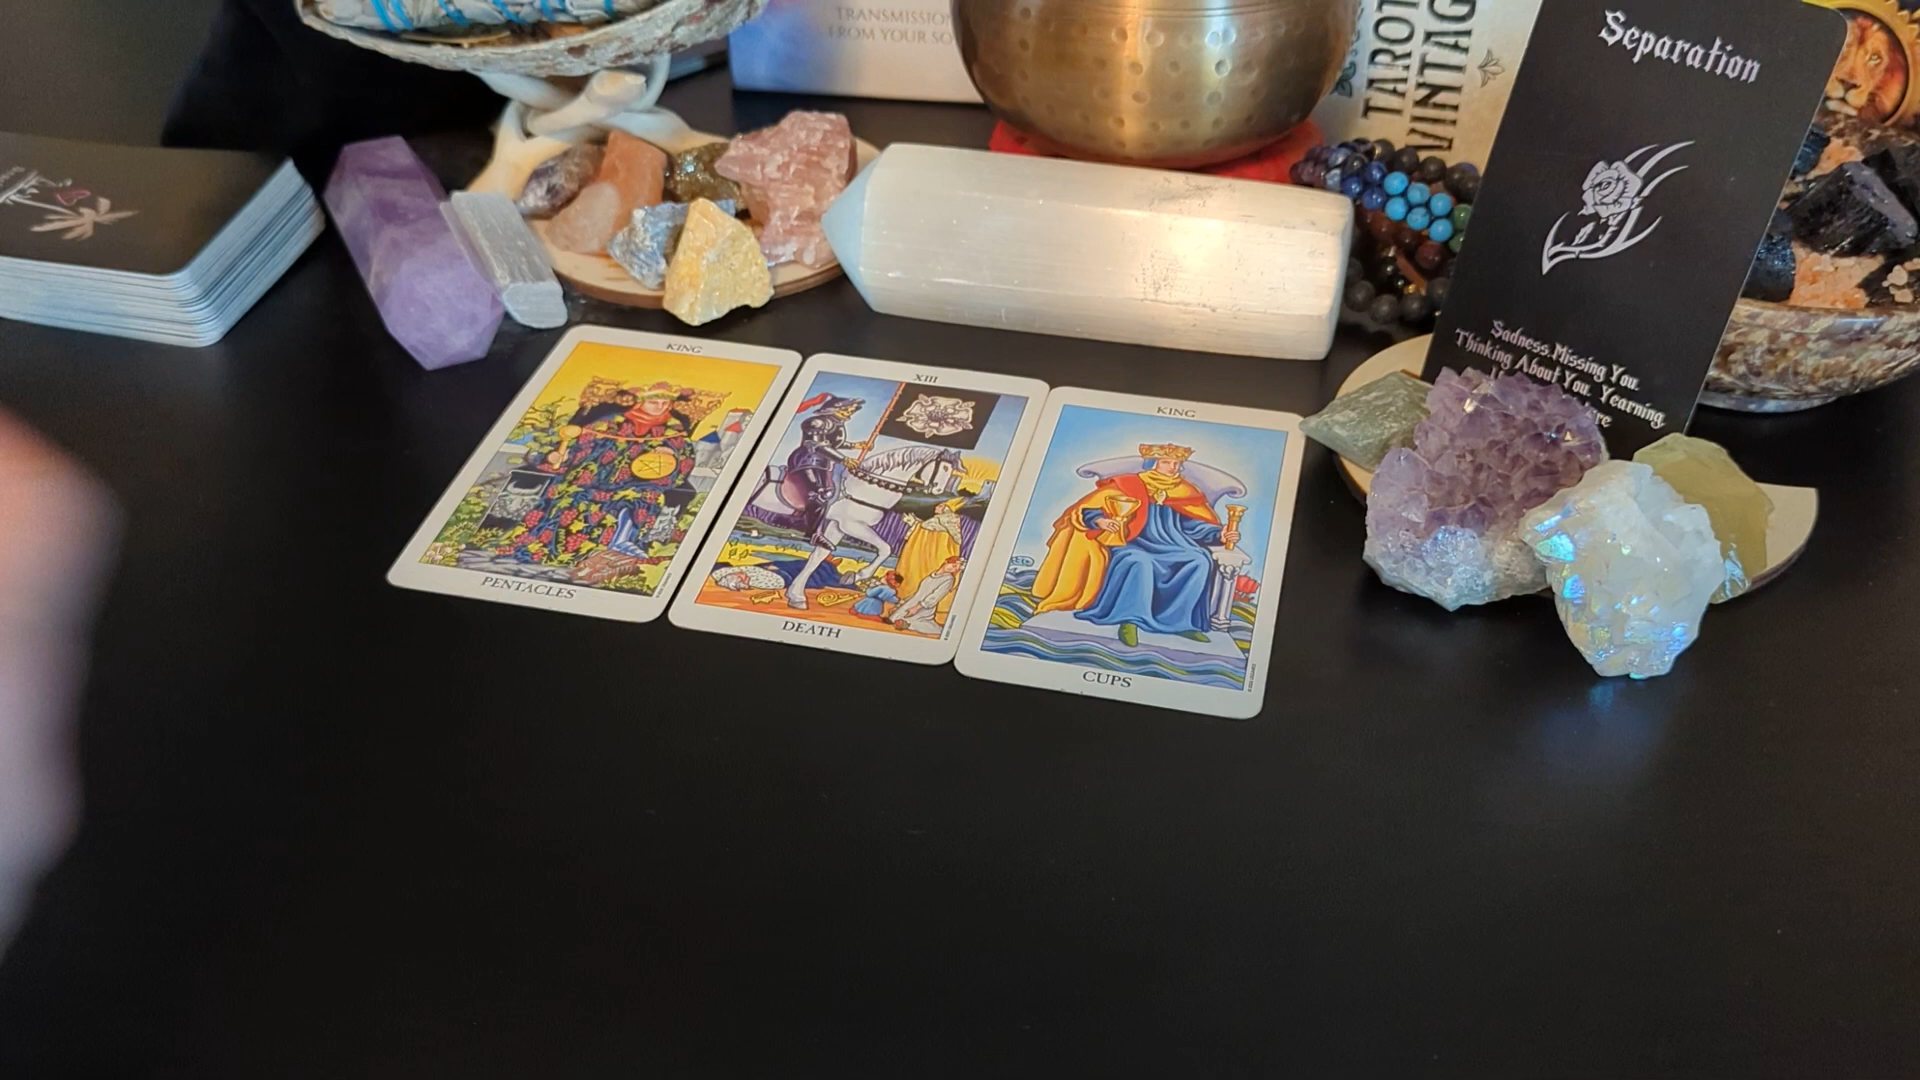 TRANSMISSION
FROM YOUR SO
TAROT
VINTAG
Separation
Sadness. Missing You.
Thinking About You. Yearning
KING
PENTACLES
XIII
DEATH
KING
CUPS